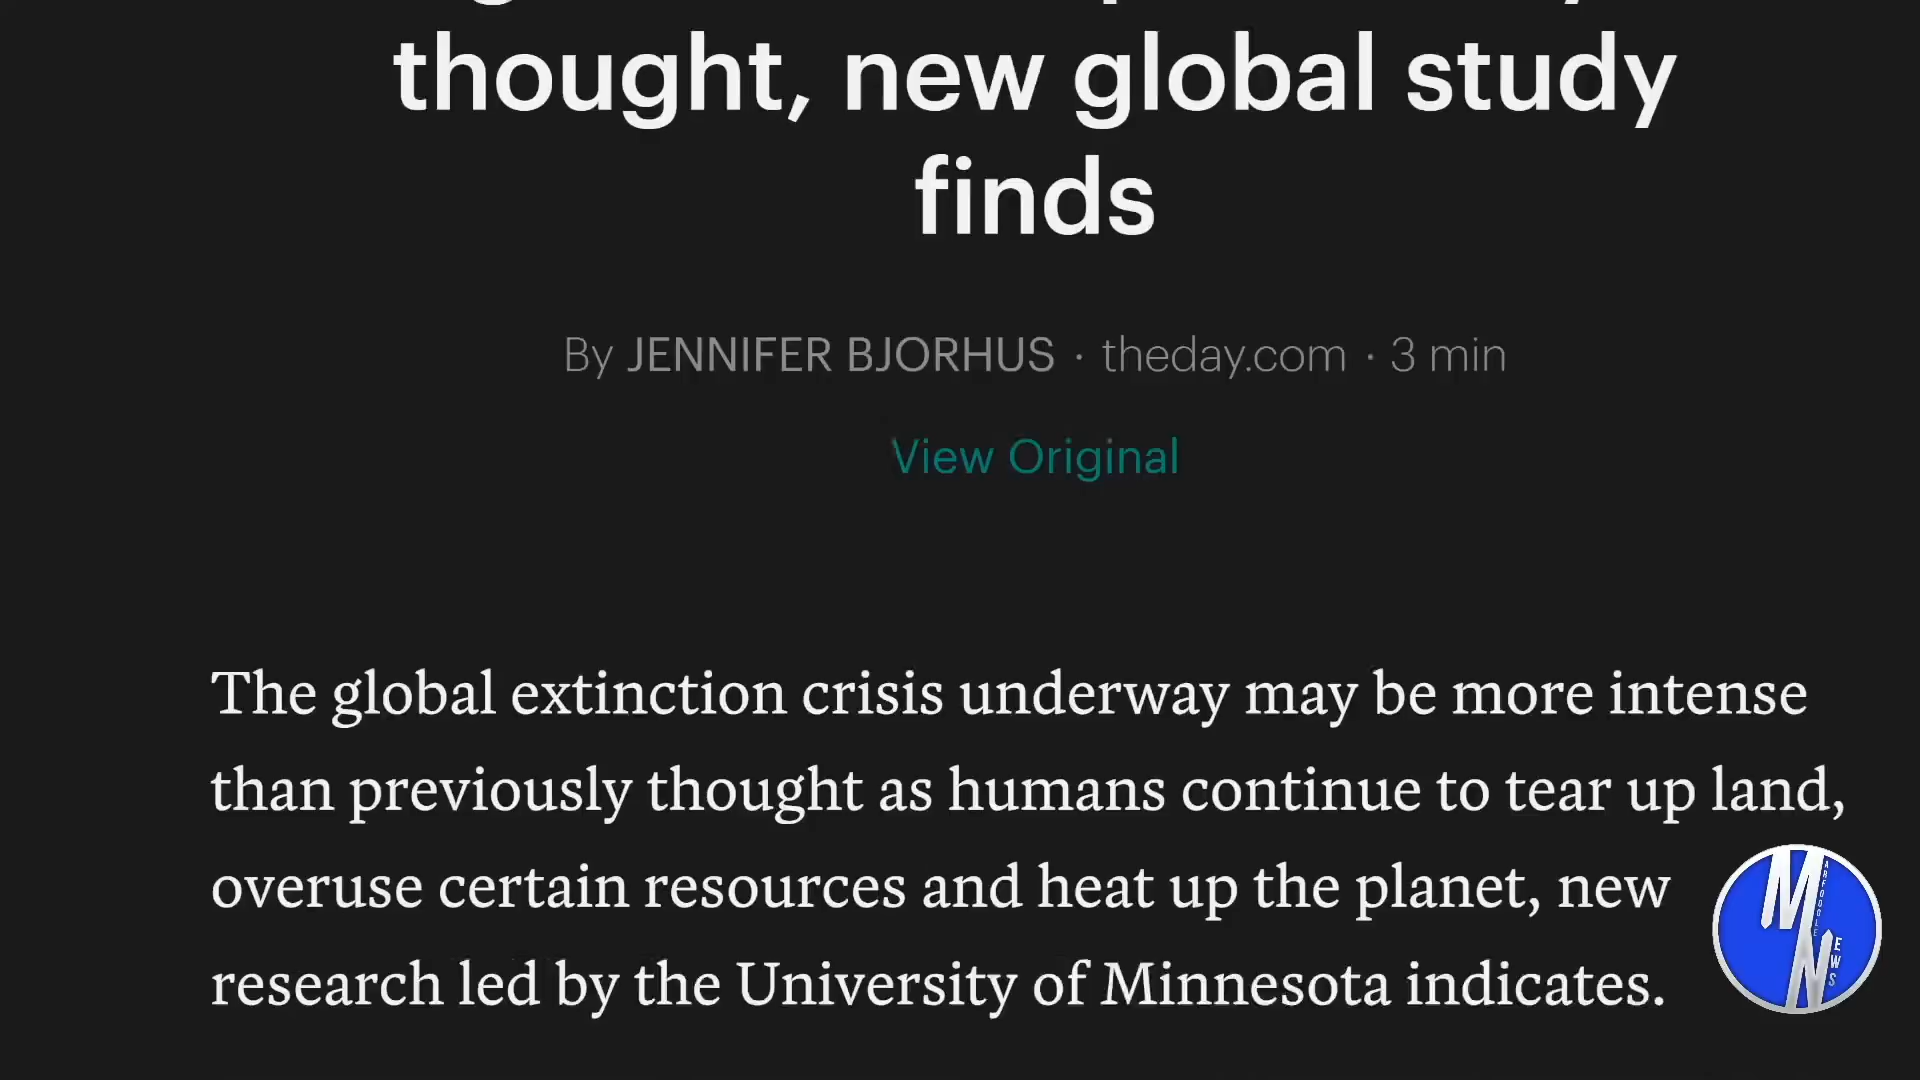 thought, new global study
finds
By JENNIFER BJORHUS · theday.com · 3 min
View Original
The global extinction crisis underway may be more intense
than previously thought as humans continue to tear up land,
overuse certain resources and heat up the planet, new
research led by the University of Minnesota indicates.
MN
EWS